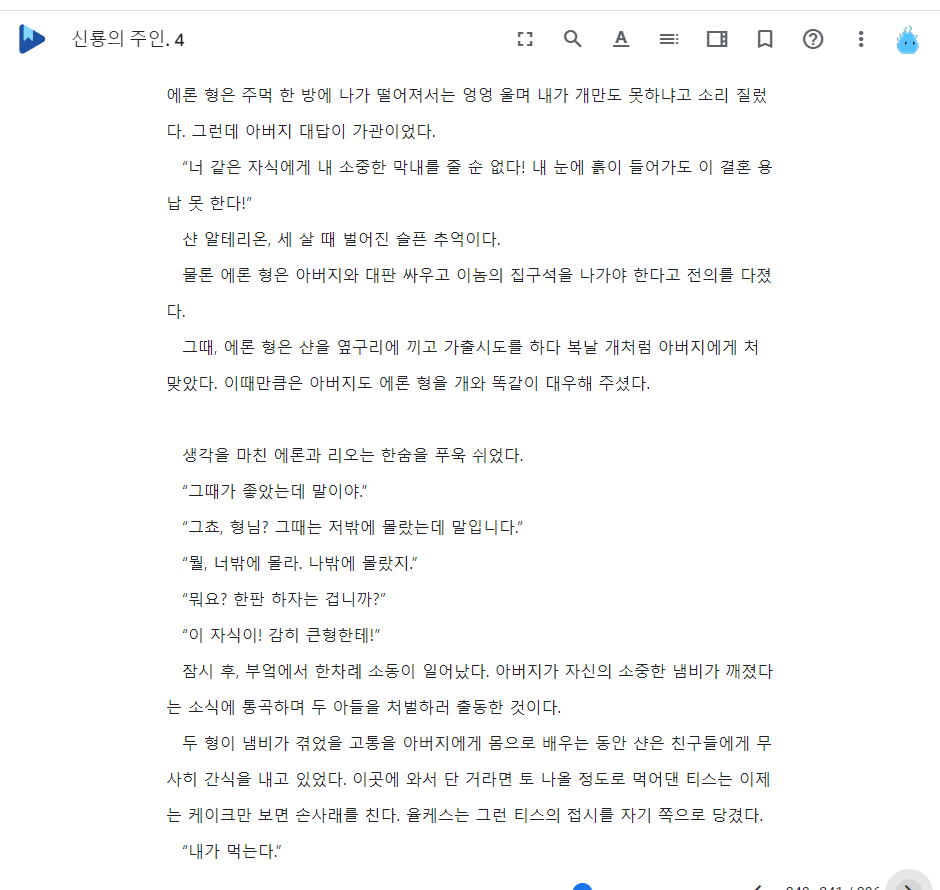 신룡의 주인. 4
에론 형은 주먹 한 방에 나가 떨어져서는 엉엉 울며 내가 개만도 못하냐고 소리 질렀
다. 그런데 아버지 대답이 가관이었다.
“너 같은 자식에게 내 소중한 막내를 줄 순 없다! 내 눈에 흙이 들어가도 이 결혼 용
납 못 한다!”
샨 알테리온, 세 살 때 벌어진 슬픈 추억이다.
물론 에론 형은 아버지와 대판 싸우고 이놈의 집구석을 나가야 한다고 전의를 다졌
다.
그때, 에론 형은 샨을 옆구리에 끼고 가출시도를 하다 복날 개처럼 아버지에게 처
맞았다. 이때만큼은 아버지도 에론 형을 개와 똑같이 대우해 주셨다.
생각을 마친 에론과 리오는 한숨을 푸욱 쉬었다.
“그때가 좋았는데 말이야.”
“그쵸, 형님? 그때는 저밖에 몰랐는데 말입니다.”
“뭘, 너밖에 몰라. 나밖에 몰랐지.”
“뭐요? 한판 하자는 겁니까?”
“이 자식이! 감히 큰형한테!”
잠시 후, 부엌에서 한차례 소동이 일어났다. 아버지가 자신의 소중한 냄비가 깨졌다
는 소식에 통곡하며 두 아들을 처벌하러 출동한 것이다.
두 형이 냄비가 겪었을 고통을 아버지에게 몸으로 배우는 동안 샨은 친구들에게 무
사히 간식을 내고 있었다. 이곳에 와서 단 거라면 토 나올 정도로 먹어댄 티스는 이제
는 케이크만 보면 손사래를 친다. 율케스는 그런 티스의 접시를 자기 쪽으로 당겼다.
“내가 먹는다.”